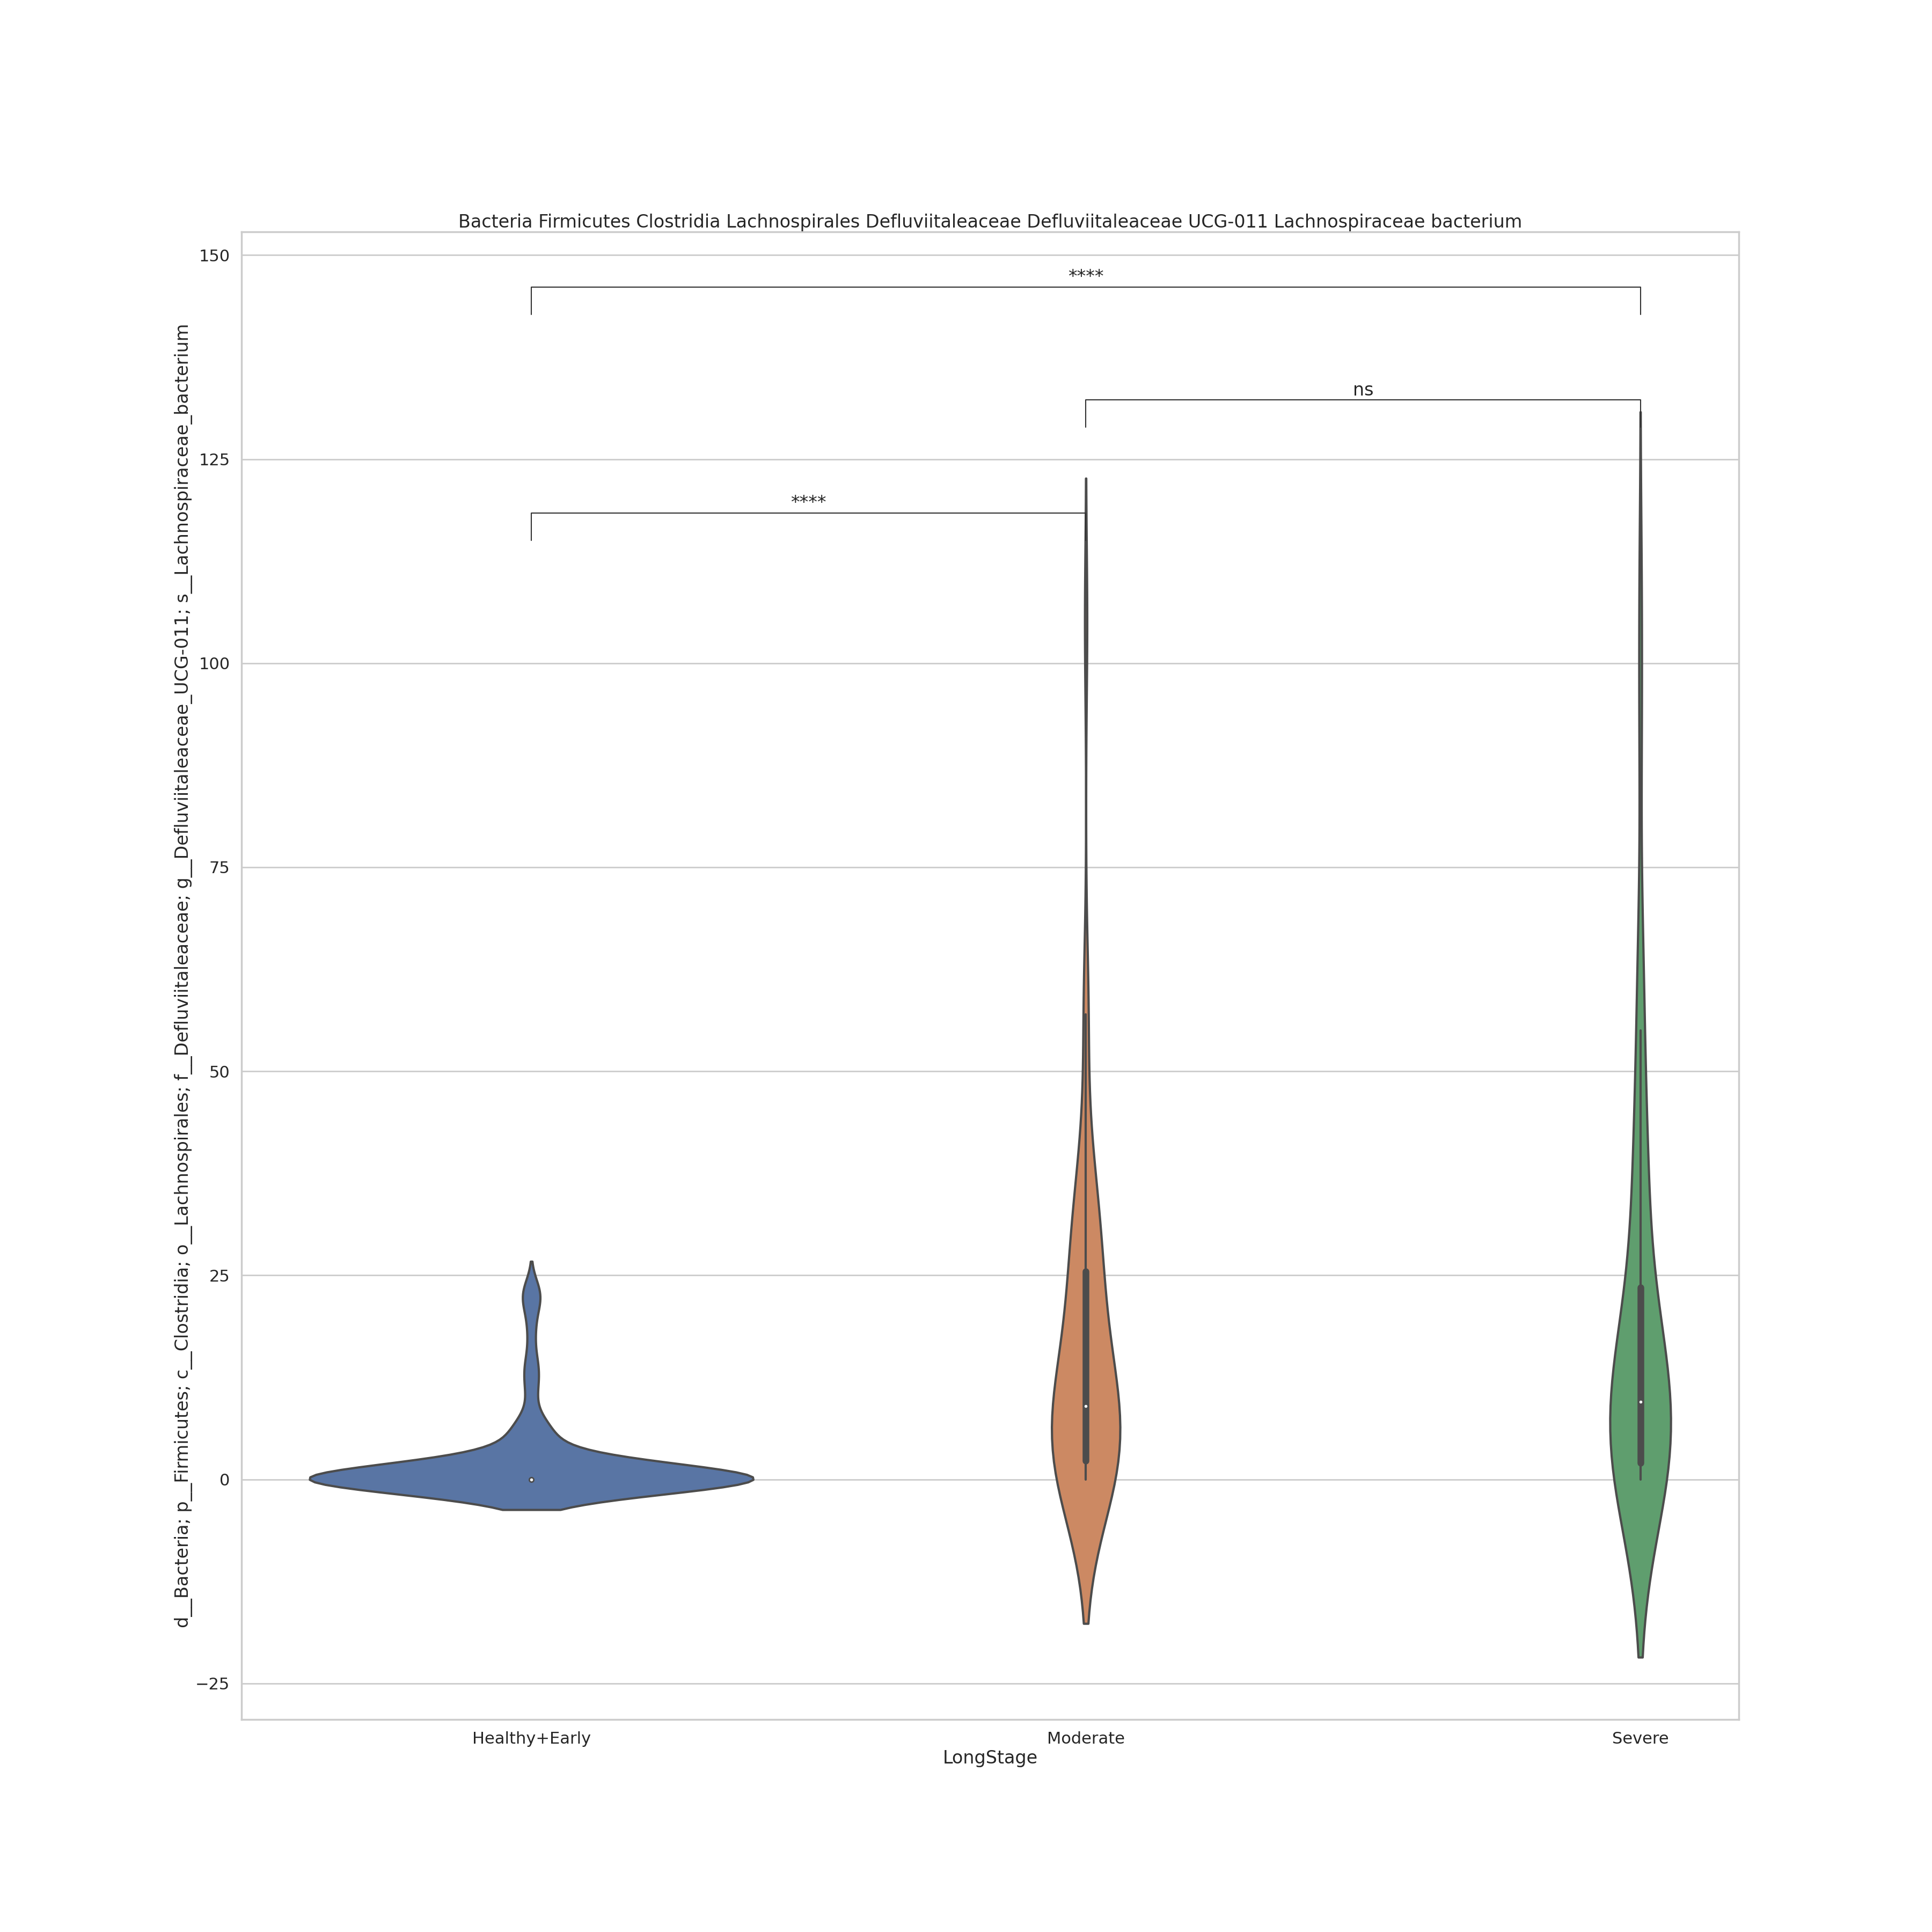 Bacteria Firmicutes Clostridia Lachnospirales Defluviitaleaceae Defluviitaleaceae UCG-011 Lachnospiraceae bacterium
d__Bacteria; p__Firmicutes; c__Clostridia; o__Lachnospirales; f__Defluviitaleaceae; g__Defluviitaleaceae_UCG-011; s__Lachnospiraceae_bacterium
150
125
100
75
50
25
0
−25
****
ns
****
Healthy+Early
Moderate
Severe
LongStage